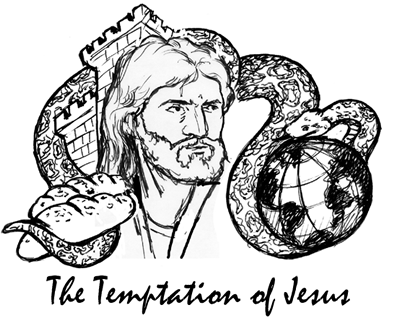 The Temptation of Jesus